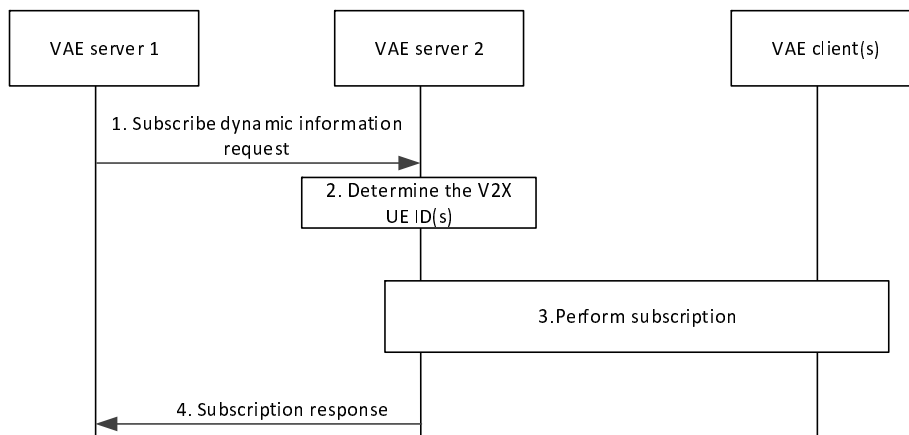 VAE server 1
VAE server 2
VAE client(s)
1. Subscribe dynamic information
request
2. Determine the V2X
UE ID(s)
3.Perform subscription
4. Subscription response